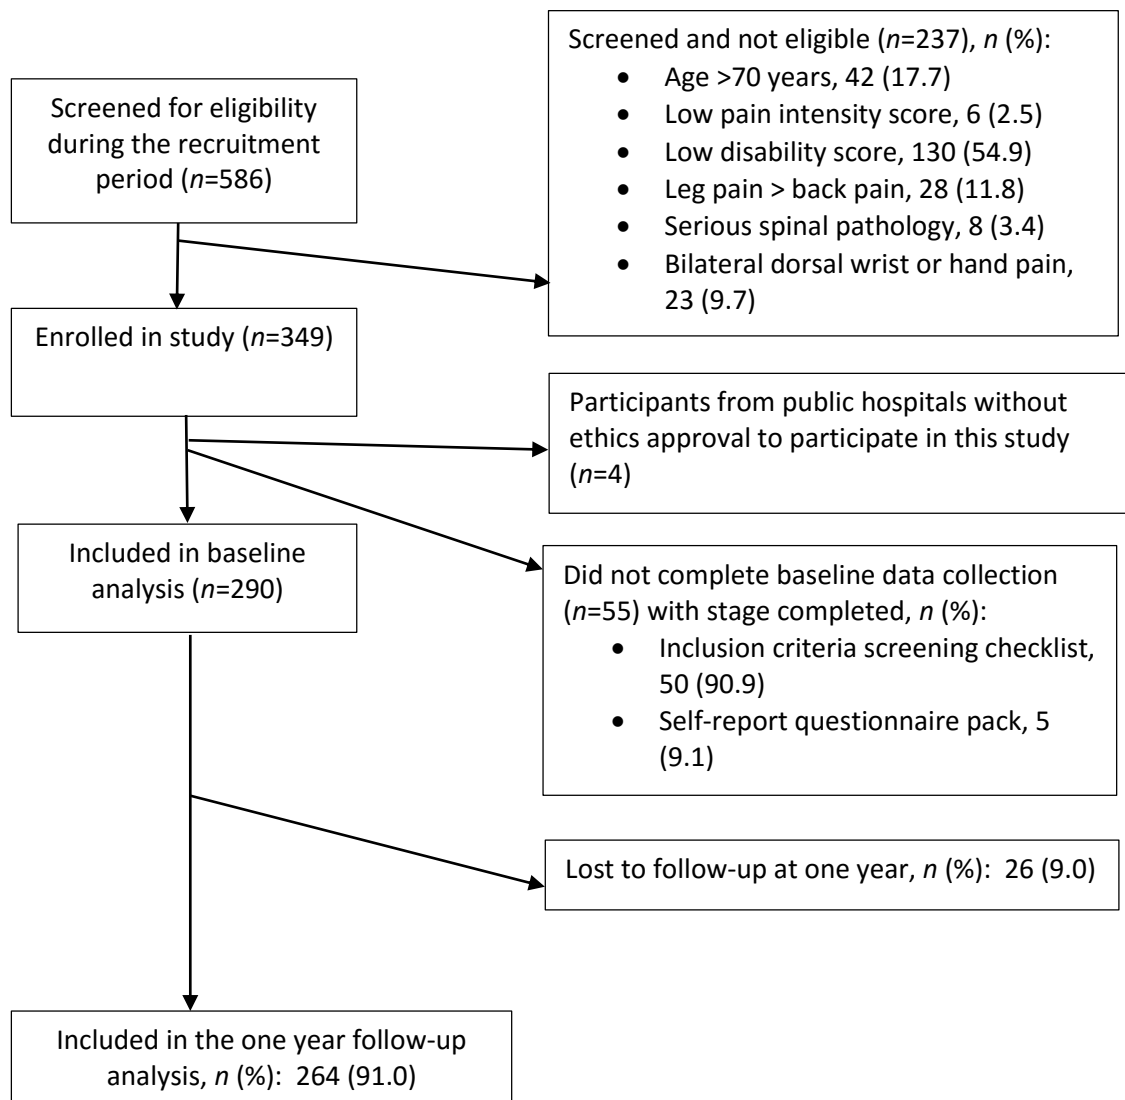 Screened for eligibility
during the recruitment
period (n=586)
Screened and not eligible (n=237), n (%):
• Age >70 years, 42 (17.7)
• Low pain intensity score, 6 (2.5)
• Low disability score, 130 (54.9)
• Leg pain > back pain, 28 (11.8)
• Serious spinal pathology, 8 (3.4)
• Bilateral dorsal wrist or hand pain,
23 (9.7)
Enrolled in study (n=349)
Participants from public hospitals without
ethics approval to participate in this study
(n=4)
Did not complete baseline data collection
(n=55) with stage completed, n (%):
• Inclusion criteria screening checklist,
50 (90.9)
• Self-report questionnaire pack, 5
(9.1)
Included in baseline
analysis (n=290)
Lost to follow-up at one year, n (%): 26 (9.0)
Included in the one year follow-up
analysis, n (%): 264 (91.0)